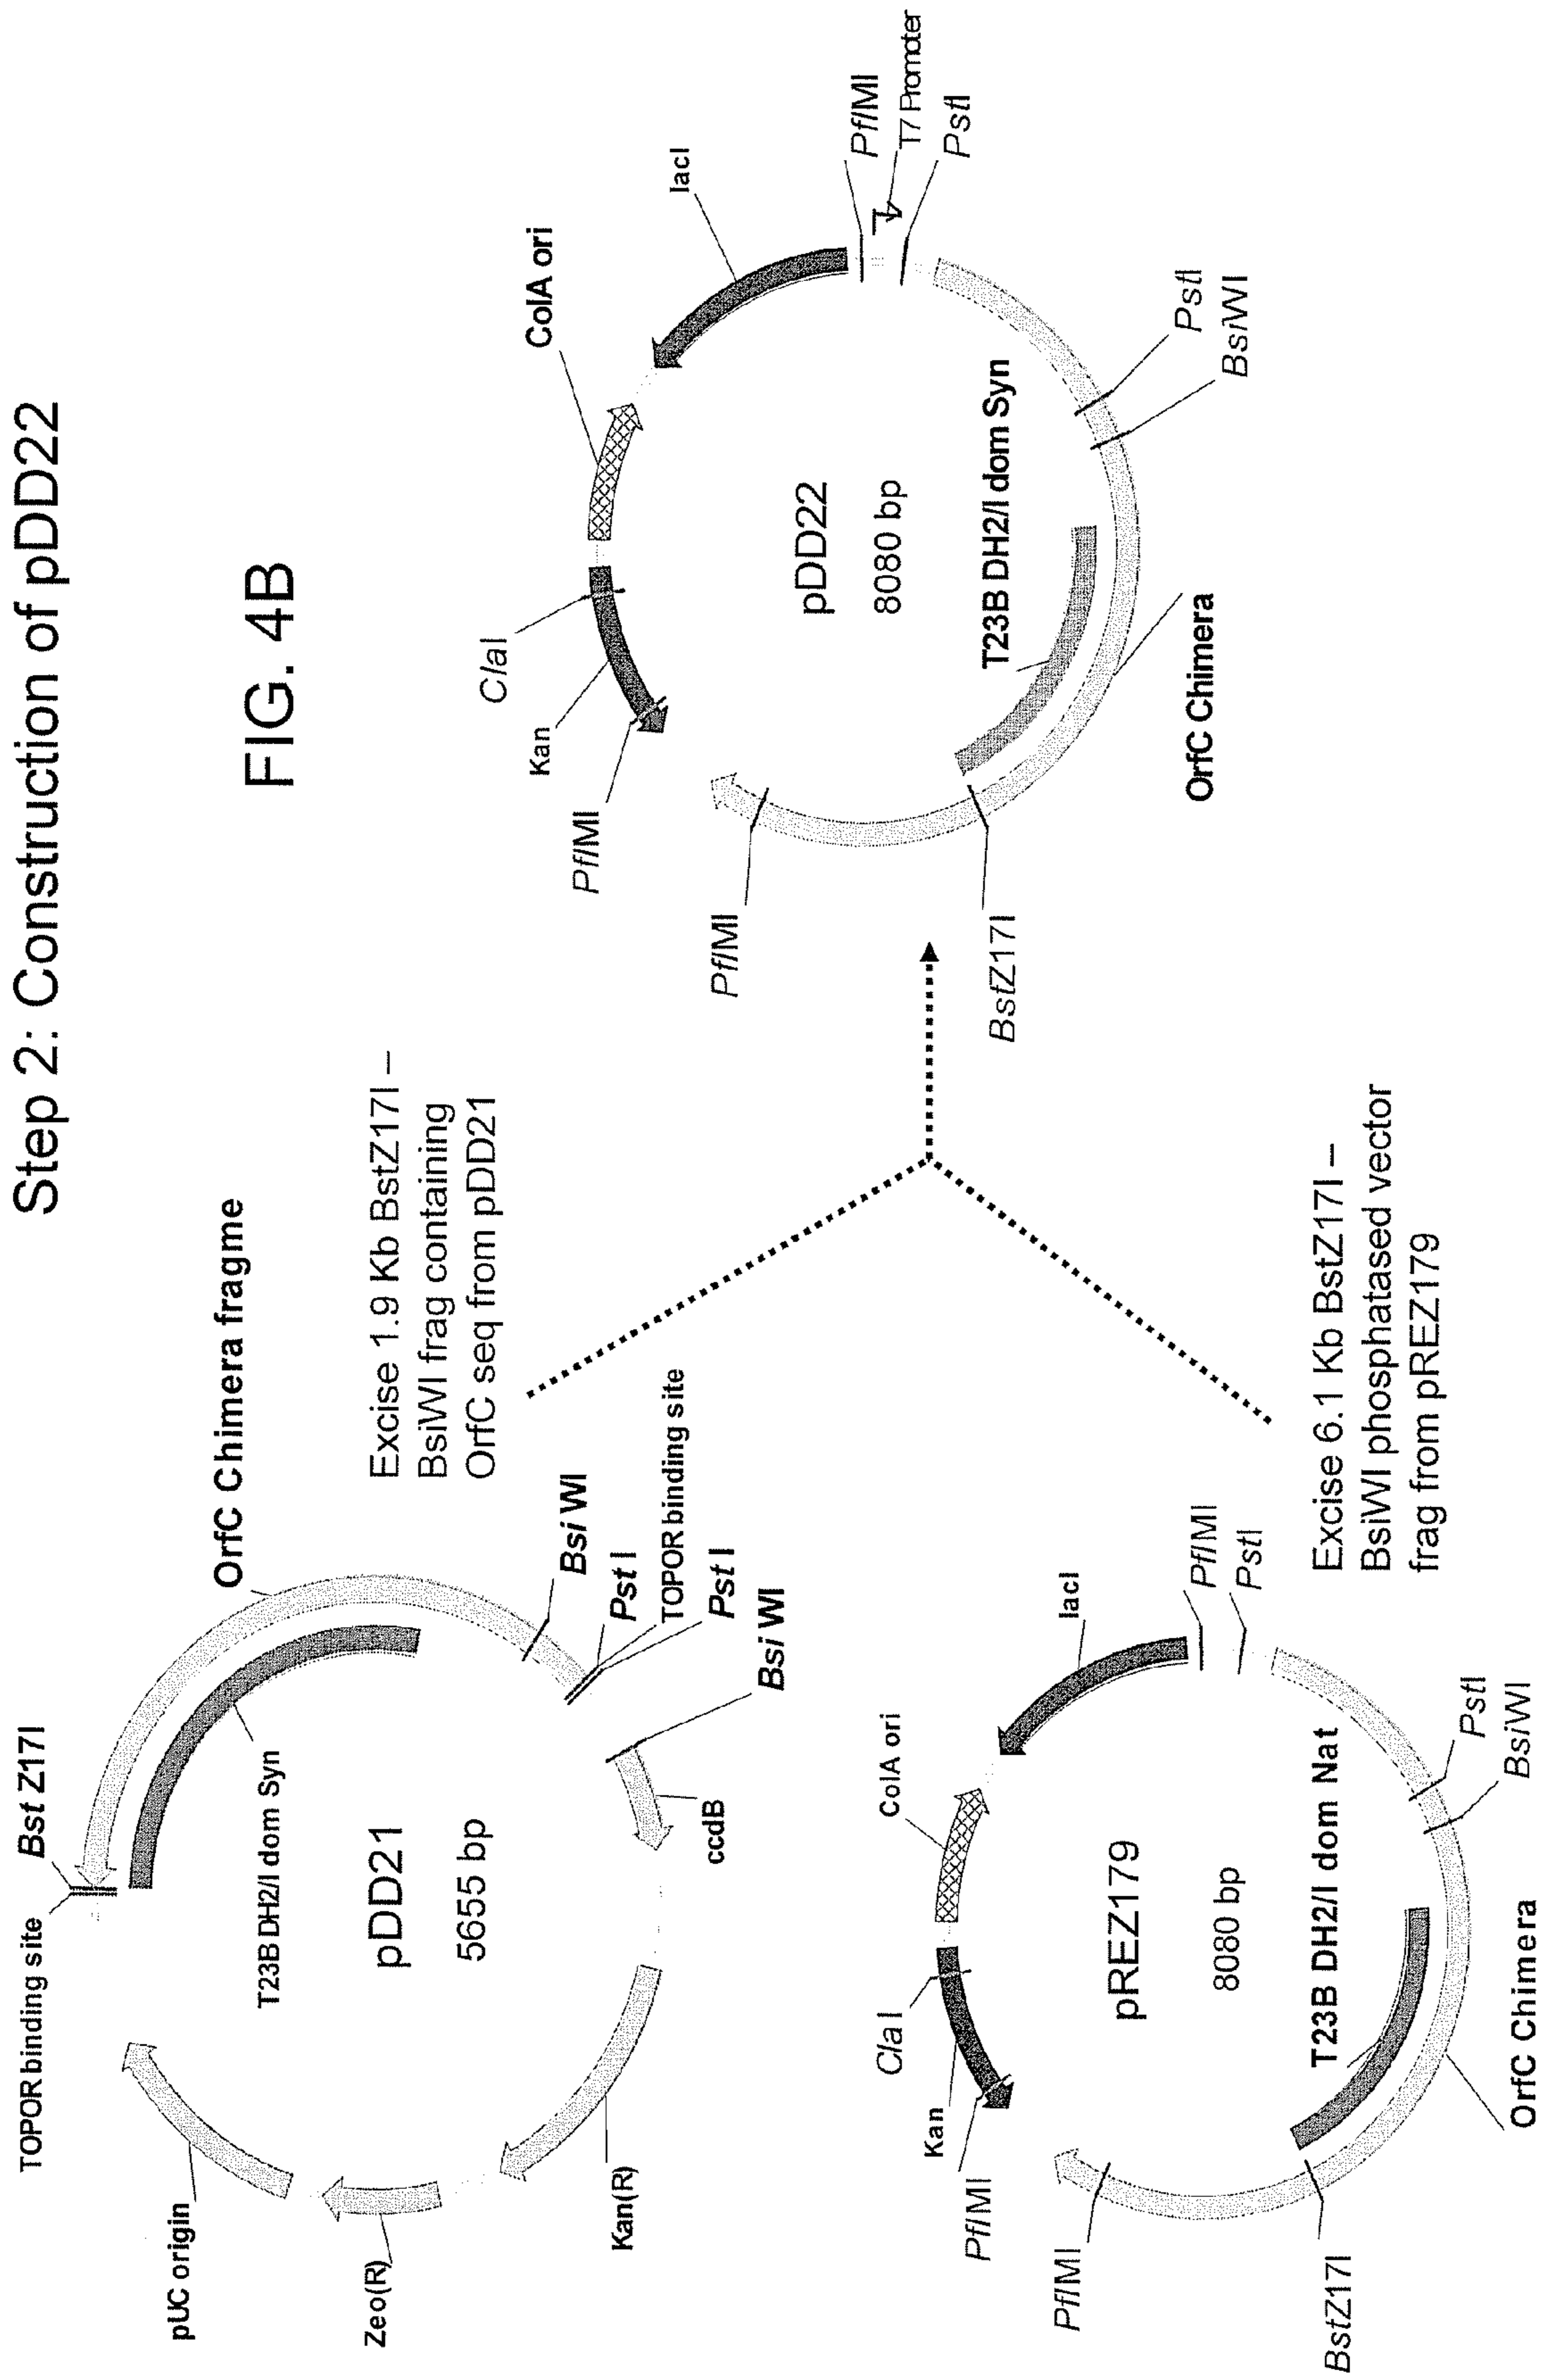 Step 2: Construction of pDD22
FIG. 4B
TOPOR binding site
Bst Z17I
OrfC Chimera fragme
pUC origin
T23B DH2/I dom Syn
Zeo(R)
pDD21
5655 bp
Bsi WI
Pst I
TOPOR binding site
Pst I
Bsi WI
Kan(R)
ccdB
Excise 1.9 Kb BstZ17I –
BsiWI frag containing
OrfC seq from pDD21
ColA ori
lacI
ClaI
Kan
PflMI
PflMI
PflMI
T7 Promoter
PstI
pDD22
8080 bp
T23B DH2/I dom Syn
PstI
BsiWI
BstZ17I
OrfC Chimera
ColA ori
lacI
Cla I
Kan
PflMI
PflMI
PflMI
PstI
pREZ179
8080 bp
T23B DH2/I dom Nat
PstI
BsiWI
BstZ17I
OrfC Chimera
Excise 6.1 Kb BstZ17I –
BsiWI phosphatased vector
frag from pREZ179